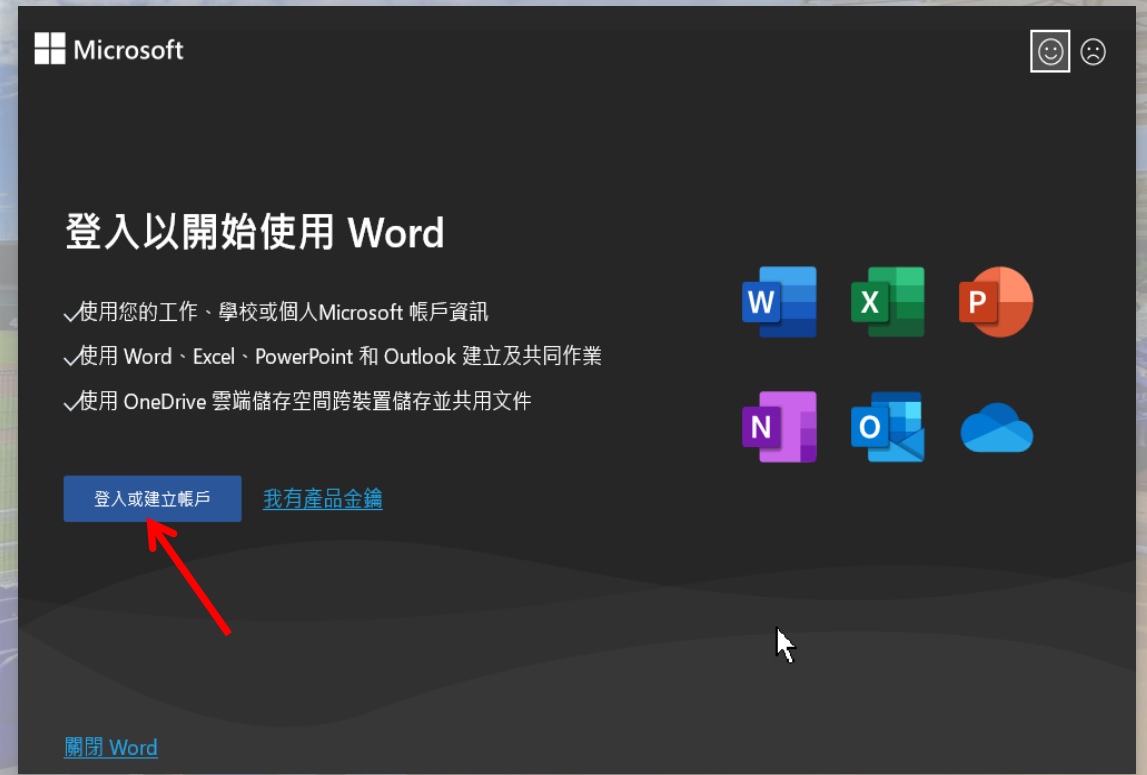 Microsoft
登入以開始使用 Word
使用您的工作、學校或個人Microsoft 帳戶資訊
使用 Word、Excel、PowerPoint 和 Outlook 建立及共同作業
使用 OneDrive 雲端儲存空間跨裝置儲存並共用文件
W X P
N O
登入或建立帳戶 我有產品金鑰
關閉 Word